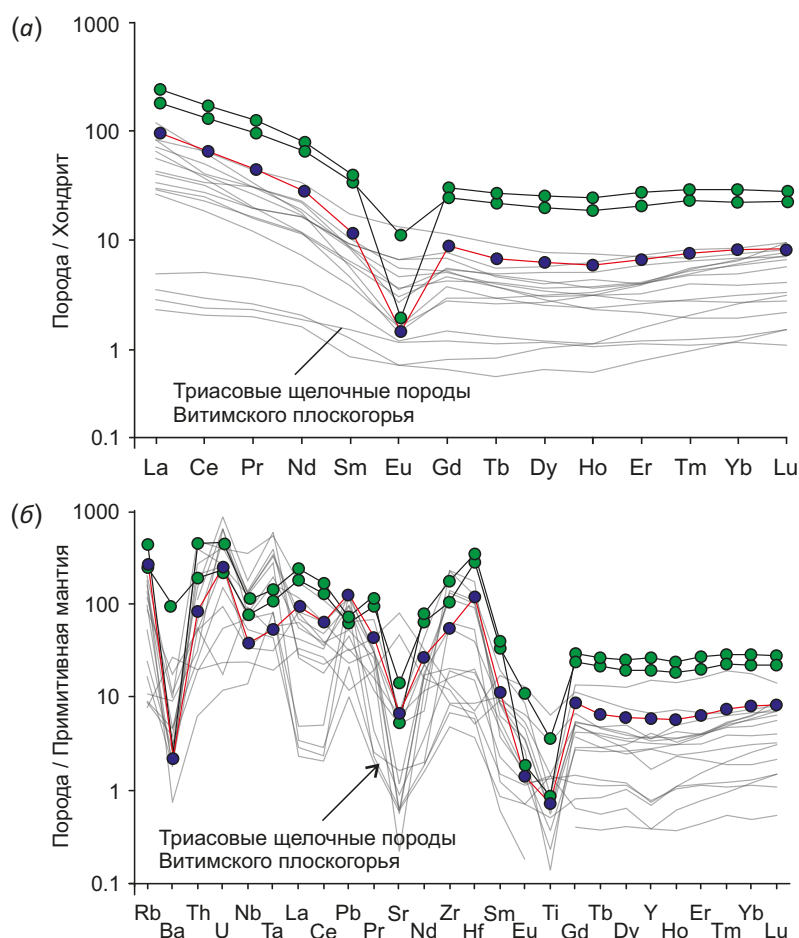 (а)
Порода / Хондрит
1000
100
10
1
0.1
Триасовые щелочные породы
Витимского плоскогорья
La Ce Pr Nd Sm Eu Gd Tb Dy Ho Er Tm Yb Lu
(б)
Порода / Примитивная мантия
1000
100
10
1
0.1
Триасовые щелочные породы
Витимского плоскогорья
Rb Th Nb La Pb Sr Zr Sm Ti Tb Y Er Yb
Ba U Ta Ce Pr Nd Hf Eu Gd Dy Ho Tm Lu